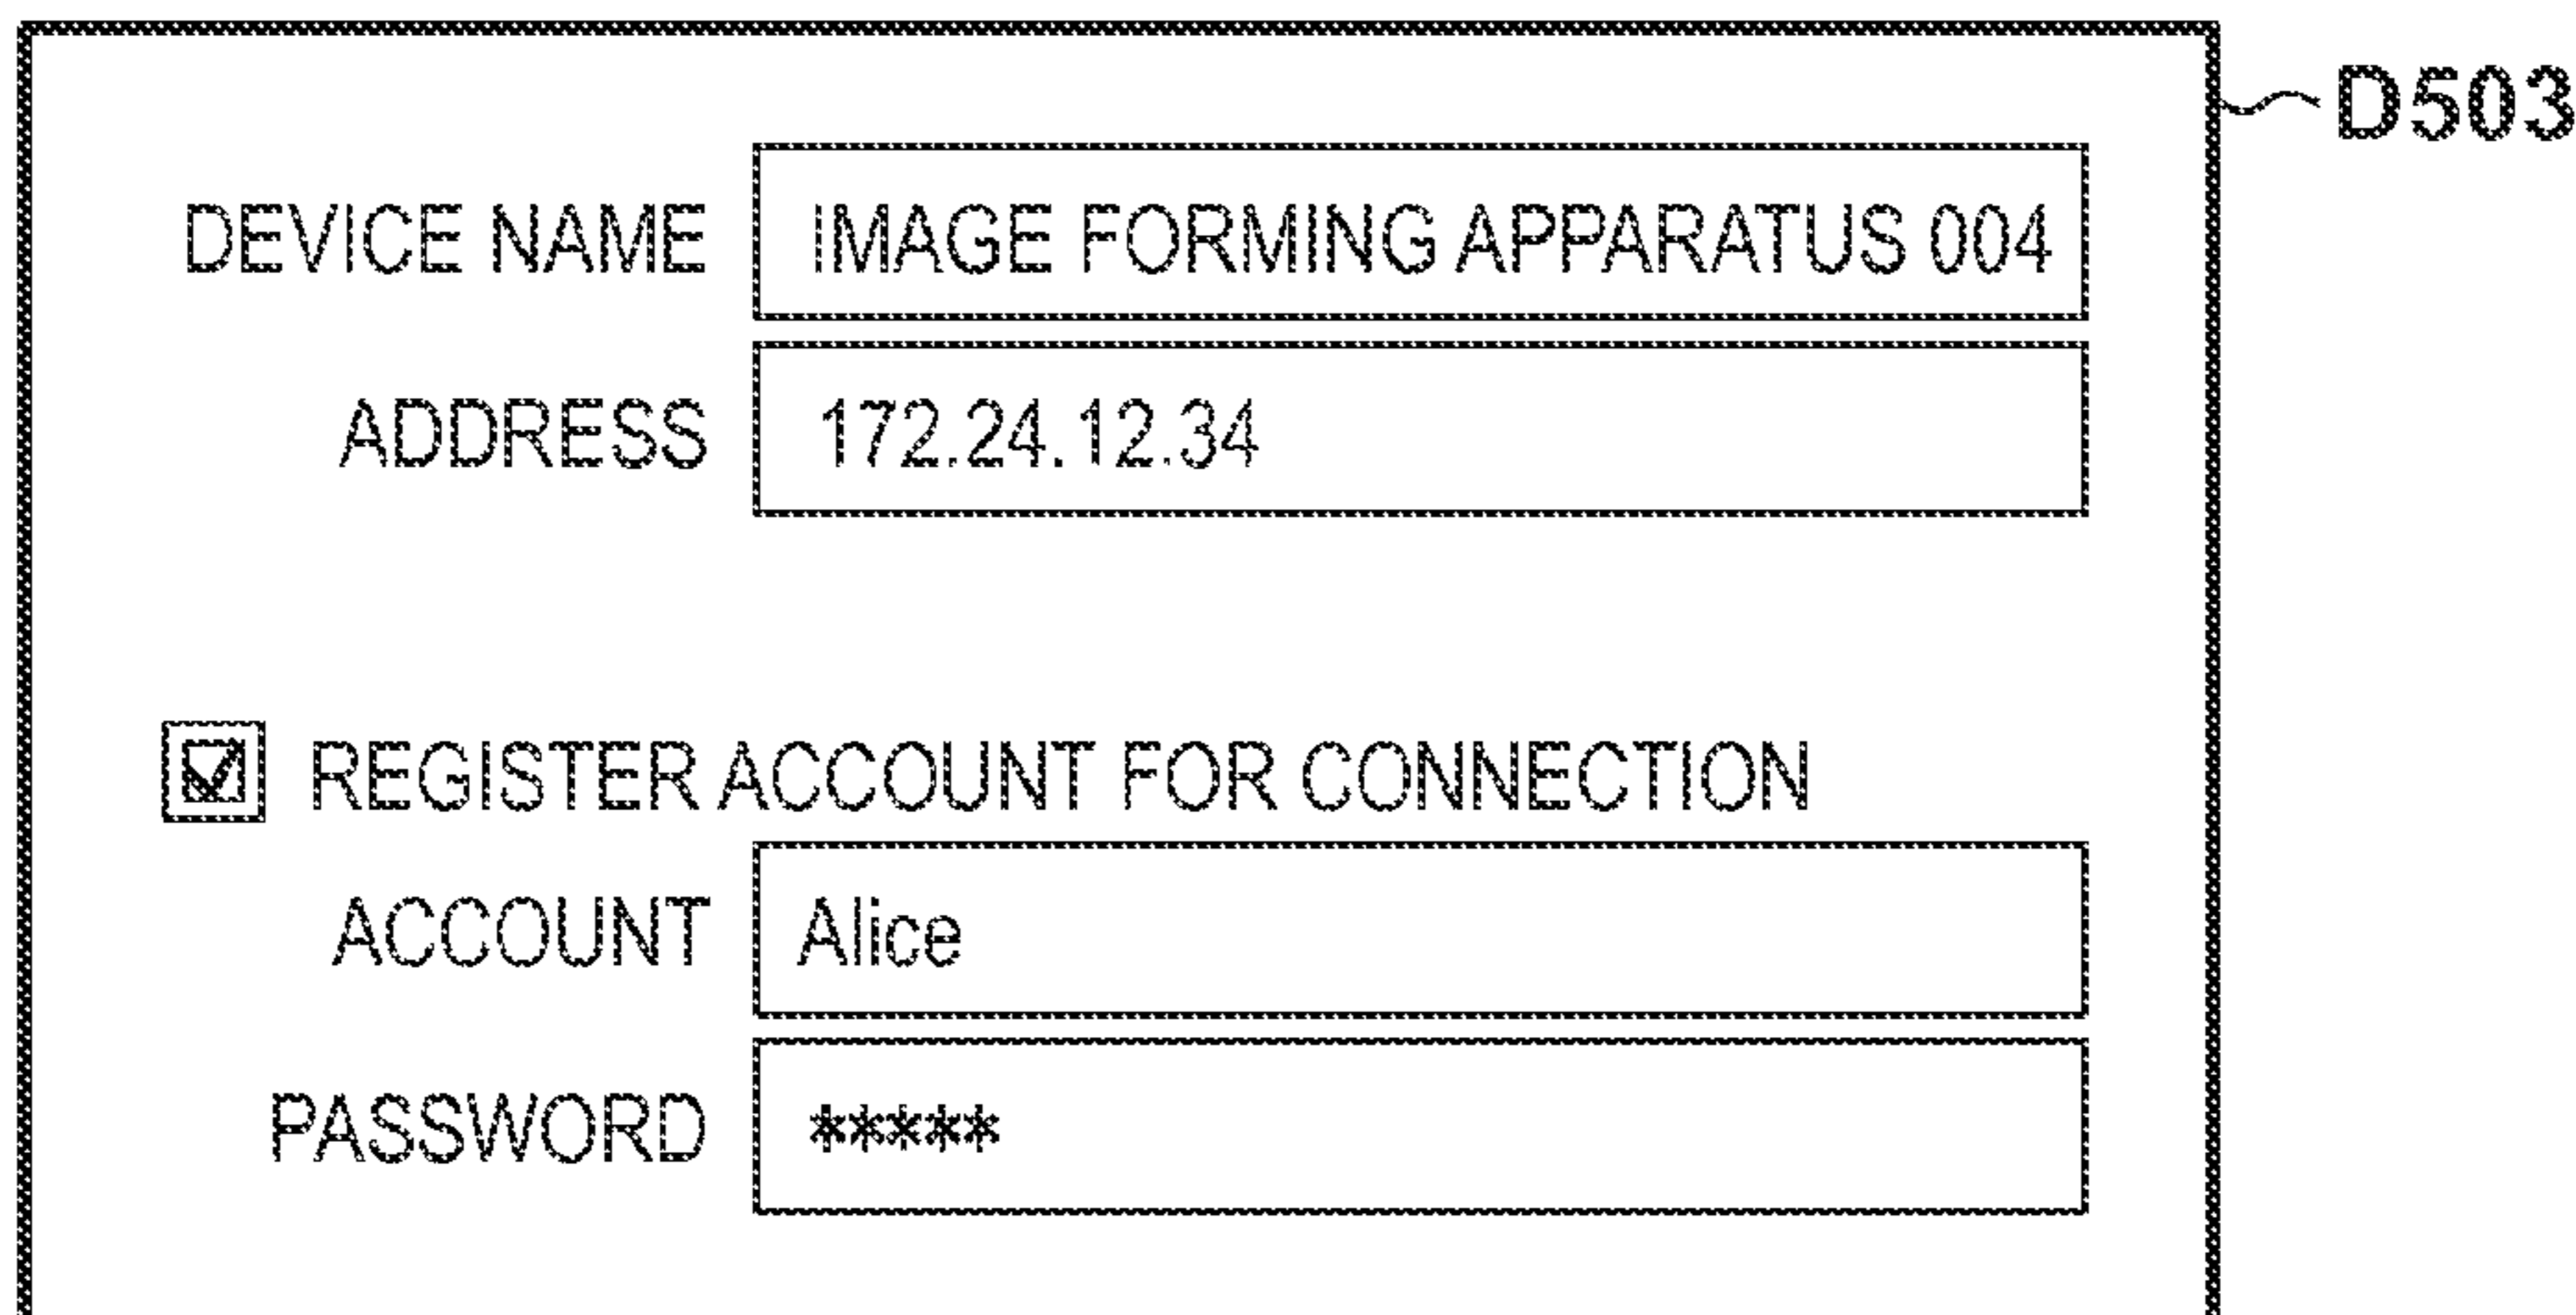 D503
DEVICE NAME IMAGE FORMING APPARATUS 004
ADDRESS 172.24.12.34
REGISTER ACCOUNT FOR CONNECTION
ACCOUNT Alice
PASSWORD *****